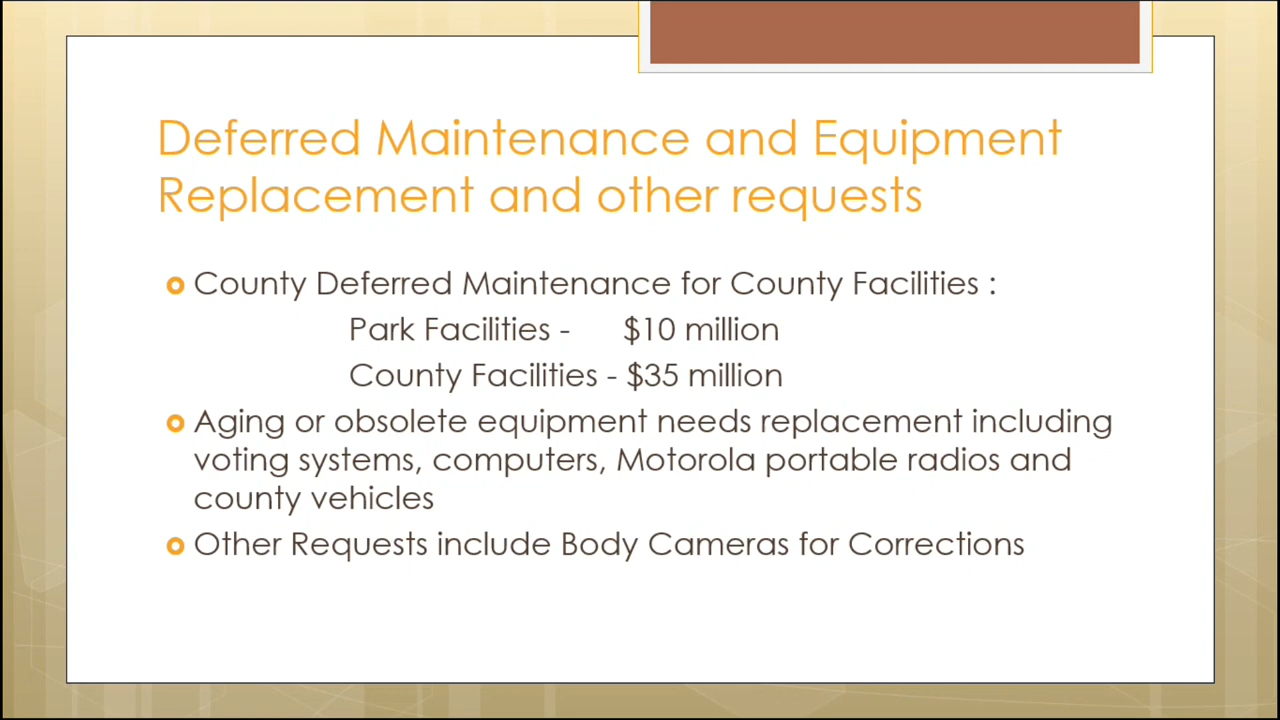 Deferred Maintenance and Equipment
Replacement and other requests
County Deferred Maintenance for County Facilities :
Park Facilities - $10 million
County Facilities - $35 million
Aging or obsolete equipment needs replacement including
voting systems, computers, Motorola portable radios and
county vehicles
Other Requests include Body Cameras for Corrections